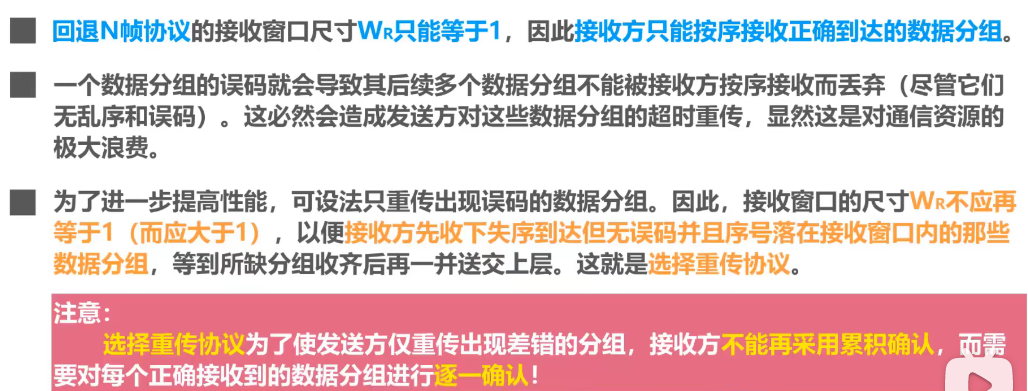 回退N帧协议的接收窗口尺寸WR只能等于1，因此接收方只能按序接收正确到达的数据分组。
一个数据分组的误码就会导致其后续多个数据分组不能被接收方按序接收而丢弃（尽管它们
无乱序和误码）。这必然会造成发送方对这些数据分组的超时重传，显然这是对通信资源的
极大浪费。
为了进一步提高性能，可设法只重传出现误码的数据分组。因此，接收窗口的尺寸WR不应再
等于1（而应大于1），以便接收方先收下失序到达但无误码并且序号落在接收窗口内的那些
数据分组，等到所缺分组收齐后再一并送交上层。这就是选择重传协议。
注意：
选择重传协议为了使发送方仅重传出现差错的分组，接收方不能再采用累积确认，而需
要对每个正确接收到的数据分组进行逐一确认！